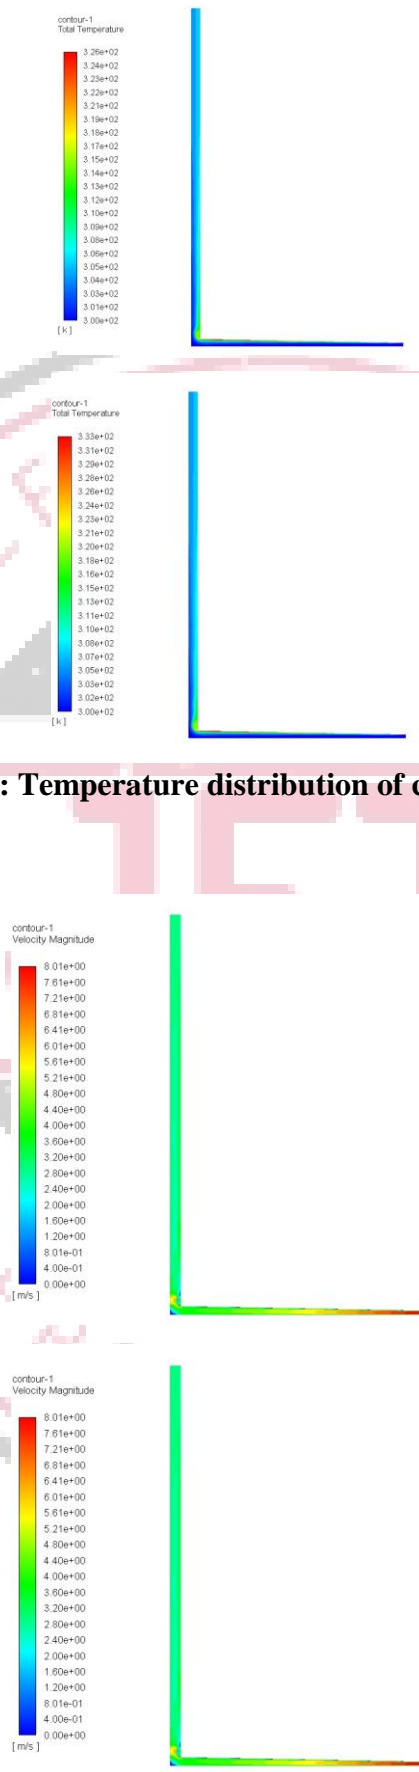 contour-1
Total Temperature
3.26e+02
3.24e+02
3.23e+02
3.22e+02
3.21e+02
3.19e+02
3.18e+02
3.17e+02
3.15e+02
3.14e+02
3.13e+02
3.12e+02
3.10e+02
3.09e+02
3.08e+02
3.06e+02
3.05e+02
3.04e+02
3.03e+02
3.01e+02
3.00e+02
[ k ]
contour-1
Total Temperature
3.33e+02
3.31e+02
3.29e+02
3.28e+02
3.26e+02
3.24e+02
3.23e+02
3.21e+02
3.20e+02
3.18e+02
3.16e+02
3.15e+02
3.13e+02
3.11e+02
3.10e+02
3.08e+02
3.07e+02
3.05e+02
3.03e+02
3.02e+02
3.00e+02
[ k ]
: Temperature distribution of
contour-1
Velocity Magnitude
8.01e+00
7.61e+00
7.21e+00
6.81e+00
6.41e+00
6.01e+00
5.61e+00
5.21e+00
4.80e+00
4.40e+00
4.00e+00
3.60e+00
3.20e+00
2.80e+00
2.40e+00
2.00e+00
1.60e+00
1.20e+00
8.01e-01
4.00e-01
0.00e+00
[ m/s ]
contour-1
Velocity Magnitude
8.01e+00
7.61e+00
7.21e+00
6.81e+00
6.41e+00
6.01e+00
5.61e+00
5.21e+00
4.80e+00
4.40e+00
4.00e+00
3.60e+00
3.20e+00
2.80e+00
2.40e+00
2.00e+00
1.60e+00
1.20e+00
8.01e-01
4.00e-01
0.00e+00
[ m/s ]